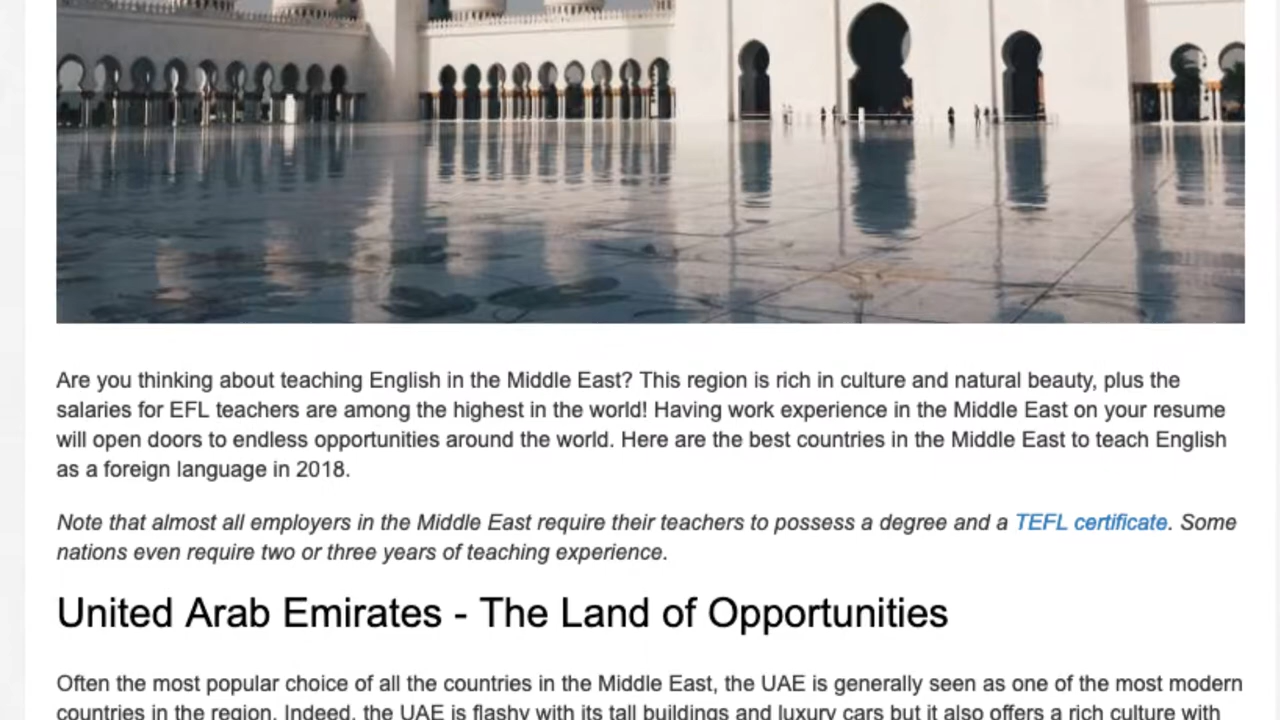 Are you thinking about teaching English in the Middle East? This region is rich in culture and natural beauty, plus the
salaries for EFL teachers are among the highest in the world! Having work experience in the Middle East on your resume
will open doors to endless opportunities around the world. Here are the best countries in the Middle East to teach English
as a foreign language in 2018.
Note that almost all employers in the Middle East require their teachers to possess a degree and a TEFL certificate. Some
nations even require two or three years of teaching experience.
United Arab Emirates - The Land of Opportunities
Often the most popular choice of all the countries in the Middle East, the UAE is generally seen as one of the most modern
countries in the region. Indeed, the UAE is flashy with its tall buildings and luxury cars but it also offers a rich culture with